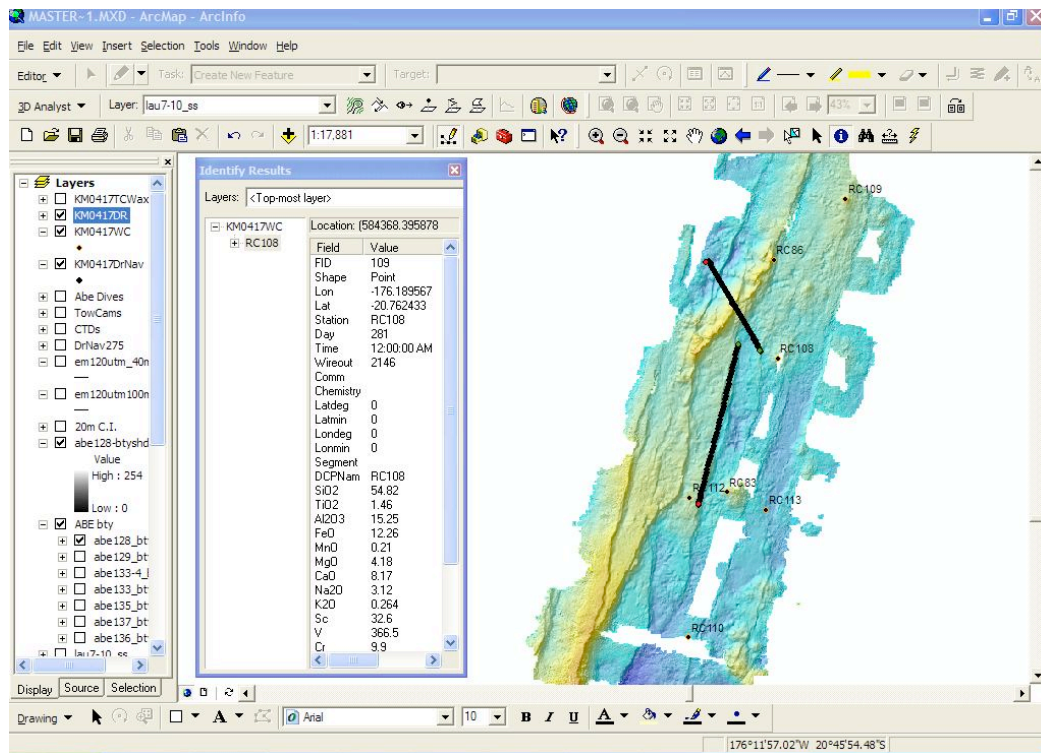 MASTER~1.MXD - ArcMap - ArcInfo
File Edit View Insert Selection Tools Window Help
Editor Task: Create New Feature Target:
3D Analyst Layer: lau7-10_ss 43%
1:17,881
Layers
KM0417TCWax
KM0417DR
KM0417WC
KM0417DrNav
Abe Dives
TowCams
CTDs
DrNav275
em120utm_40m
em120utm100m
20m C.I.
abe128-btyshd
Value
High : 254
Low : 0
ABE bty
abe128_bt
abe129_bt
abe133-4_l
abe133_bt
abe135_bt
abe137_bt
abe136_bt
lau7-10_ss
Display Source Selection
Identify Results
Layers: <Top-most layer>
KM0417WC
RC108
Location: (584368.395878
Field Value
FID 109
Shape Point
Lon -176.189567
Lat -20.762433
Station RC108
Day 281
Time 12:00:00 AM
Wireout 2146
Comm
Chemistry
Latdeg 0
Latmin 0
Londeg 0
Lonmin 0
Segment
DCPNam RC108
SiO2 54.82
TiO2 1.46
Al2O3 15.25
FeO 12.26
MnO 0.21
MgO 4.18
CaO 8.17
Na2O 3.12
K2O 0.264
Sc 32.6
V 366.5
Cr 9.9
RC109
RC86
RC108
RC112
RC83
RC113
RC110
Drawing A Arial 10 B I U A
176°11'57.02"W 20°45'54.48"S